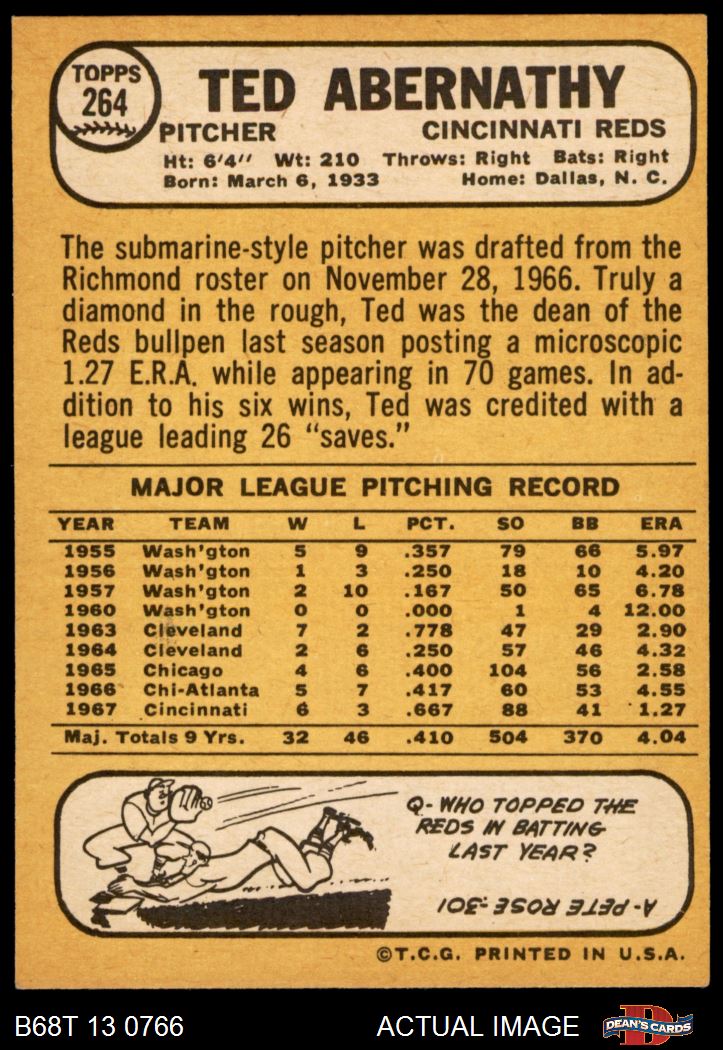 TOPPS
264
TED ABERNATHY
PITCHER CINCINNATI REDS
Ht: 6'4" Wt: 210 Throws: Right Bats: Right
Born: March 6, 1933 Home: Dallas, N. C.
The submarine-style pitcher was drafted from the
Richmond roster on November 28, 1966. Truly a
diamond in the rough, Ted was the dean of the
Reds bullpen last season posting a microscopic
1.27 E.R.A. while appearing in 70 games. In ad-
dition to his six wins, Ted was credited with a
league leading 26 “saves.”
MAJOR LEAGUE PITCHING RECORD
YEAR TEAM W L PCT. SO BB ERA
1955 Wash'gton 5 9 .357 79 66 5.97
1956 Wash'gton 1 3 .250 18 10 4.20
1957 Wash'gton 2 10 .167 50 65 6.78
1960 Wash'gton 0 0 .000 1 4 12.00
1963 Cleveland 7 2 .778 47 29 2.90
1964 Cleveland 2 6 .250 57 46 4.32
1965 Chicago 4 6 .400 104 56 2.58
1966 Chi-Atlanta 5 7 .417 60 53 4.55
1967 Cincinnati 6 3 .667 88 41 1.27
Maj. Totals 9 Yrs. 32 46 .410 504 370 4.04
Q- WHO TOPPED THE
REDS IN BATTING
LAST YEAR?
A- PETE ROSE-.301
©T.C.G. PRINTED IN U.S.A.
B68T 13 0766 ACTUAL IMAGE DEAN'S CARDS